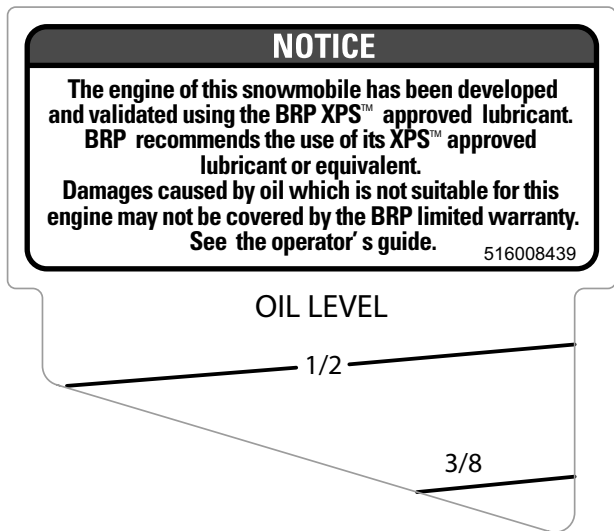 NOTICE
The engine of this snowmobile has been developed
and validated using the BRP XPS™ approved lubricant.
BRP recommends the use of its XPS™ approved
lubricant or equivalent.
Damages caused by oil which is not suitable for this
engine may not be covered by the BRP limited warranty.
See the operator's guide.
516008439
OIL LEVEL
1/2
3/8